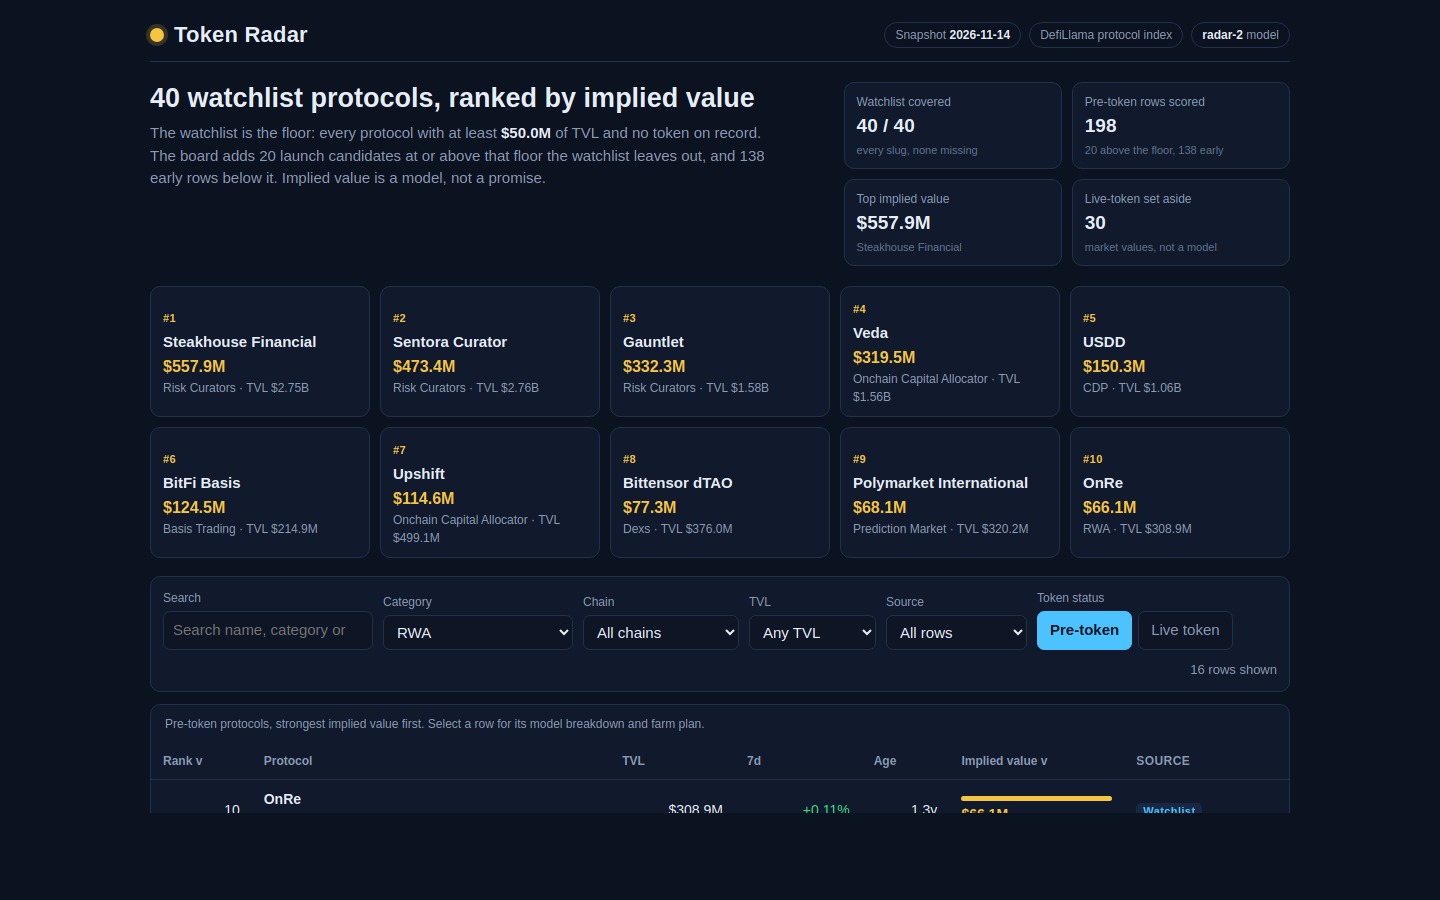 Token Radar
Snapshot 2026-11-14
DefiLlama protocol index
radar-2 model
40 watchlist protocols, ranked by implied value
The watchlist is the floor: every protocol with at least $50.0M of TVL and no token on record.
The board adds 20 launch candidates at or above that floor the watchlist leaves out, and 138
early rows below it. Implied value is a model, not a promise.
Watchlist covered
40 / 40
every slug, none missing
Pre-token rows scored
198
20 above the floor, 138 early
Top implied value
$557.9M
Steakhouse Financial
Live-token set aside
30
market values, not a model
#1
Steakhouse Financial
$557.9M
Risk Curators · TVL $2.75B
#2
Sentora Curator
$473.4M
Risk Curators · TVL $2.76B
#3
Gauntlet
$332.3M
Risk Curators · TVL $1.58B
#4
Veda
$319.5M
Onchain Capital Allocator · TVL
$1.56B
#5
USDD
$150.3M
CDP · TVL $1.06B
#6
BitFi Basis
$124.5M
Basis Trading · TVL $214.9M
#7
Upshift
$114.6M
Onchain Capital Allocator · TVL
$499.1M
#8
Bittensor dTAO
$77.3M
Dexs · TVL $376.0M
#9
Polymarket International
$68.1M
Prediction Market · TVL $320.2M
#10
OnRe
$66.1M
RWA · TVL $308.9M
Search
Search name, category or
Category
RWA
Chain
All chains
TVL
Any TVL
Source
All rows
Token status
Pre-token
Live token
16 rows shown
Pre-token protocols, strongest implied value first. Select a row for its model breakdown and farm plan.
Rank v
Protocol
TVL
7d
Age
Implied value v
SOURCE
10
OnRe
$308.9M
+0.11%
1.3y
$66.1M
Watchlist